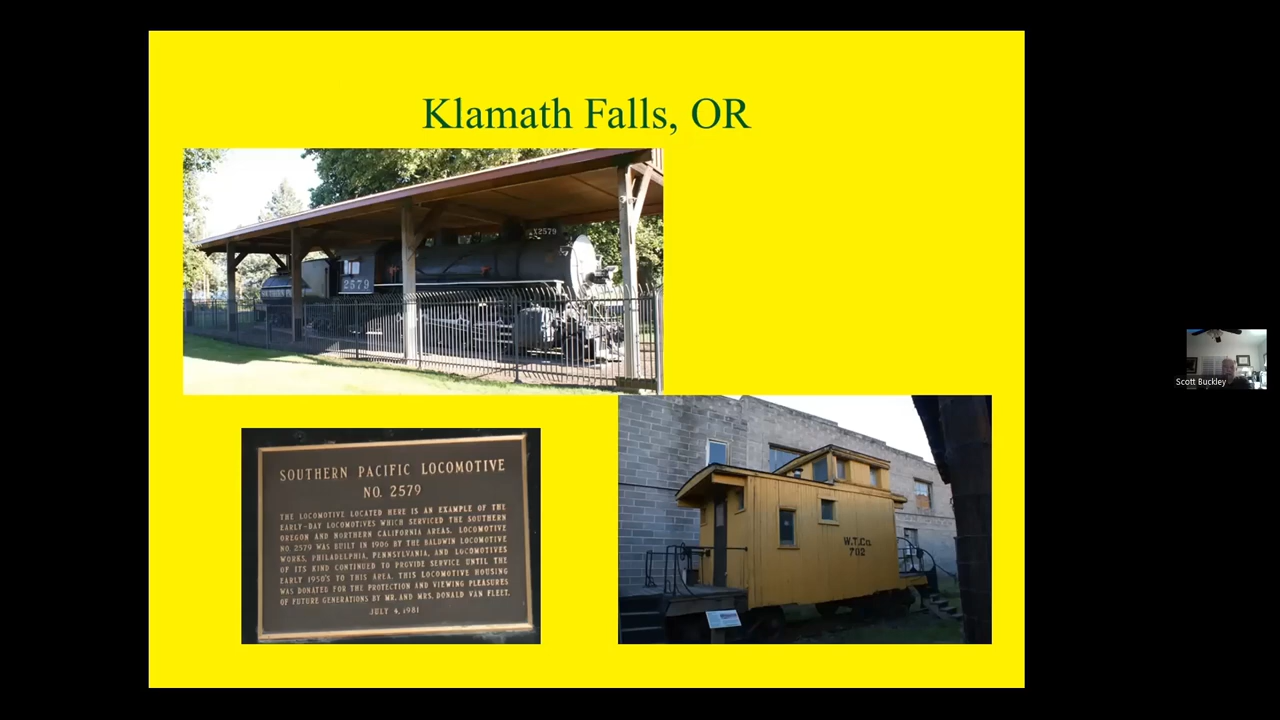 Klamath Falls, OR
X2579
2579
SOUTHERN PACIFIC LOCOMOTIVE
NO. 2579
THE LOCOMOTIVE LOCATED HERE IS AN EXAMPLE OF THE
EARLY-DAY LOCOMOTIVES WHICH SERVICED THE SOUTHERN
OREGON AND NORTHERN CALIFORNIA AREAS. LOCOMOTIVE
NO. 2579 WAS BUILT IN 1906 BY THE BALDWIN LOCOMOTIVE
WORKS, PHILADELPHIA, PENNSYLVANIA, AND LOCOMOTIVES
OF ITS KIND CONTINUED TO PROVIDE SERVICE UNTIL THE
EARLY 1950'S TO THIS AREA. THIS LOCOMOTIVE HOUSING
WAS DONATED FOR THE PROTECTION AND VIEWING PLEASURES
OF FUTURE GENERATIONS BY MR. AND MRS. DONALD VAN FLEET.
JULY 4, 1981
W.T.Co.
702
Scott Buckley